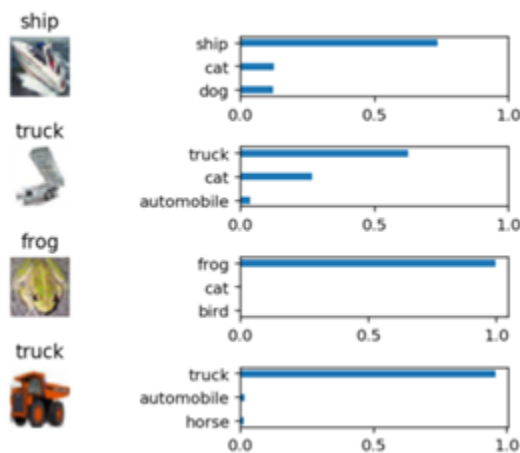 ship
ship
cat
dog
0.0 0.5 1.0
truck
truck
cat
automobile
0.0 0.5 1.0
frog
frog
cat
bird
0.0 0.5 1.0
truck
truck
automobile
horse
0.0 0.5 1.0